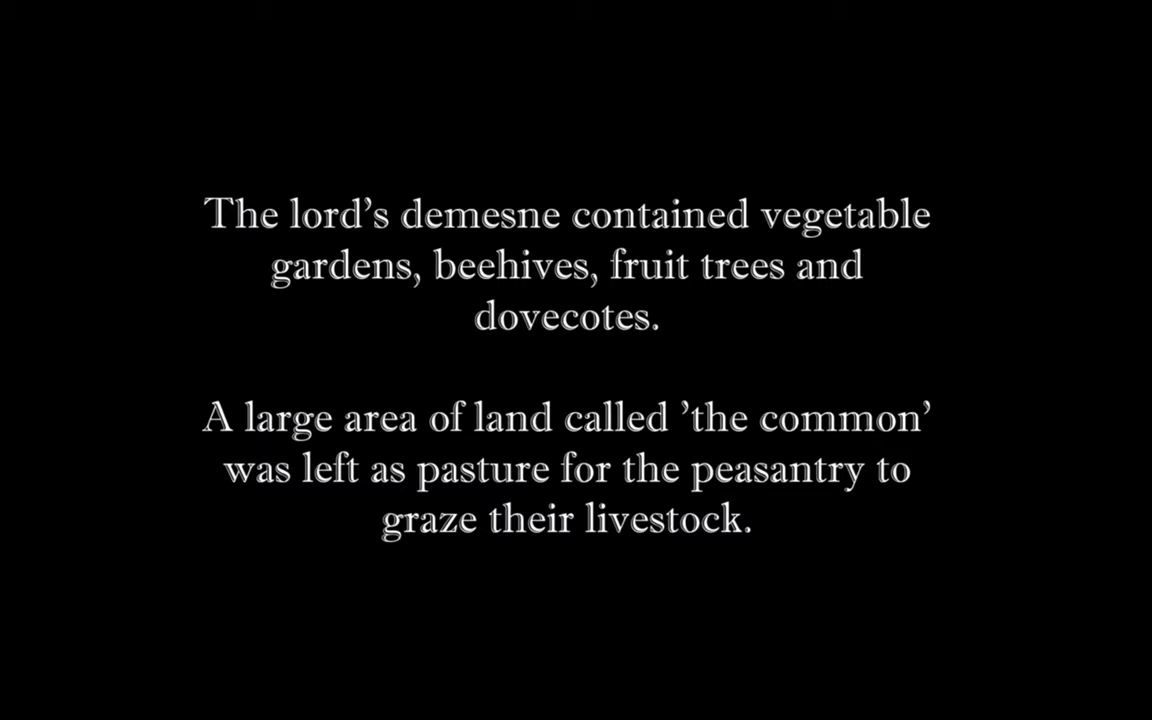 The lord’s demesne contained vegetable
gardens, beehives, fruit trees and
dovecotes.
A large area of land called ’the common’
was left as pasture for the peasantry to
graze their livestock.